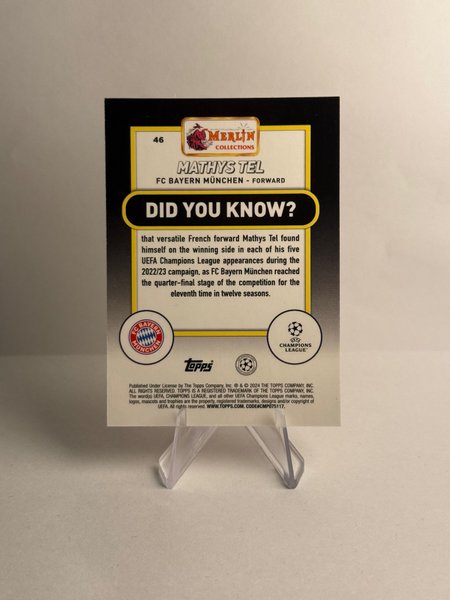 46
MERLIN
COLLECTIONS
MATHYS TEL
FC BAYERN MÜNCHEN - FORWARD
DID YOU KNOW?
that versatile French forward Mathys Tel found
himself on the winning side in each of his five
UEFA Champions League appearances during the
2022/23 campaign, as FC Bayern München reached
the quarter-final stage of the competition for the
eleventh time in twelve seasons.
FC BAYERN
MÜNCHEN
UEFA
CHAMPIONS
LEAGUE
Topps
Published Under License by The Topps Company, Inc. ® & © 2024 THE TOPPS COMPANY, INC.
ALL RIGHTS RESERVED. TOPPS IS A REGISTERED TRADEMARK OF THE TOPPS COMPANY, INC.
The word(s) UEFA, CHAMPIONS LEAGUE, and all other UEFA Champions League marks, names,
logos, mascots and trophies are the property, registered trademarks, designs and/or copyright of
UEFA. All rights reserved. WWW.TOPPS.COM. CODE#CMP075117.